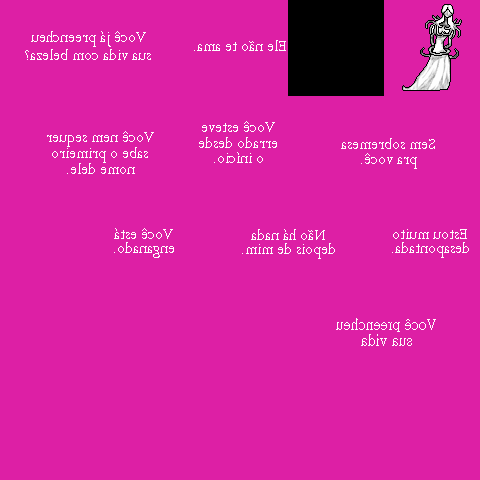 Ele não te ama.
Você já preencheu
sua vida com beleza?
Sem sobremesa
pra você.
Você esteve
errado desde
o início.
Você nem sequer
sabe o primeiro
nome dele.
Estou muito
desapontada.
Não há nada
depois de mim.
Você está
enganado.
Você preencheu
sua vida